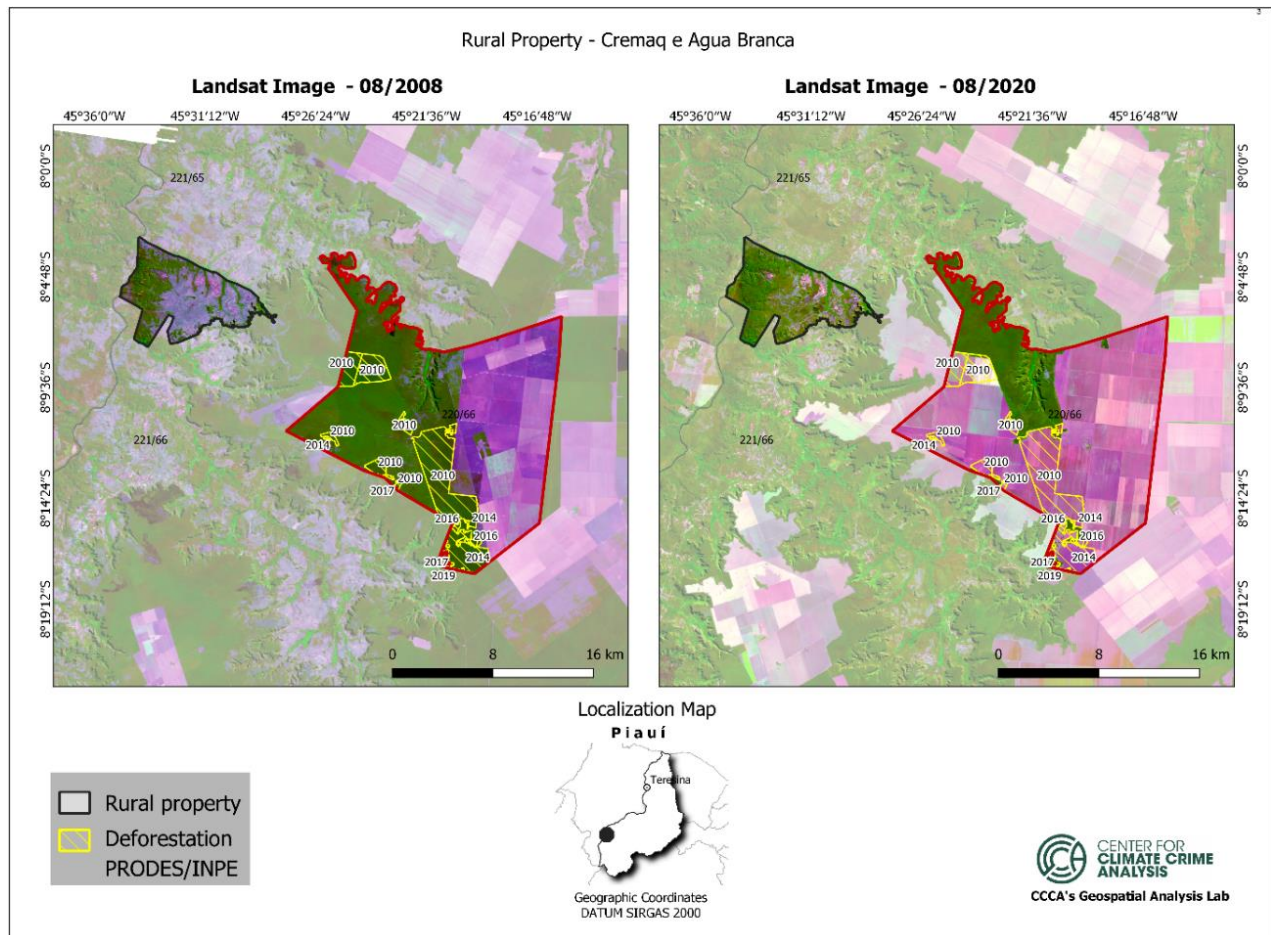 Rural Property - Cremaq e Agua Branca
Landsat Image - 08/2008
45°36'0"W 45°31'12"W 45°26'24"W 45°21'36"W 45°16'48"W
8°0'0"S
8°4'48"S
8°9'36"S
8°14'24"S
8°19'12"S
221/65
2010
2010
220/66
2010
2010
2014
221/66
2010
2010
2010
2017
2016
2014
2016
2017
2014
2019
0 8 16 km
Landsat Image - 08/2020
45°36'0"W 45°31'12"W 45°26'24"W 45°21'36"W 45°16'48"W
221/65
2010
2010
220/66
2010
2010
2014
221/66
2010
2010
2010
2017
2016
2014
2016
2017
2014
2019
0 8 16 km
8°0'0"S
8°4'48"S
8°9'36"S
8°14'24"S
8°19'12"S
Localization Map
Piauí
Teresina
Geographic Coordinates
DATUM SIRGAS 2000
Rural property
Deforestation
PRODES/INPE
CENTER FOR
CLIMATE CRIME
ANALYSIS
CCCA's Geospatial Analysis Lab